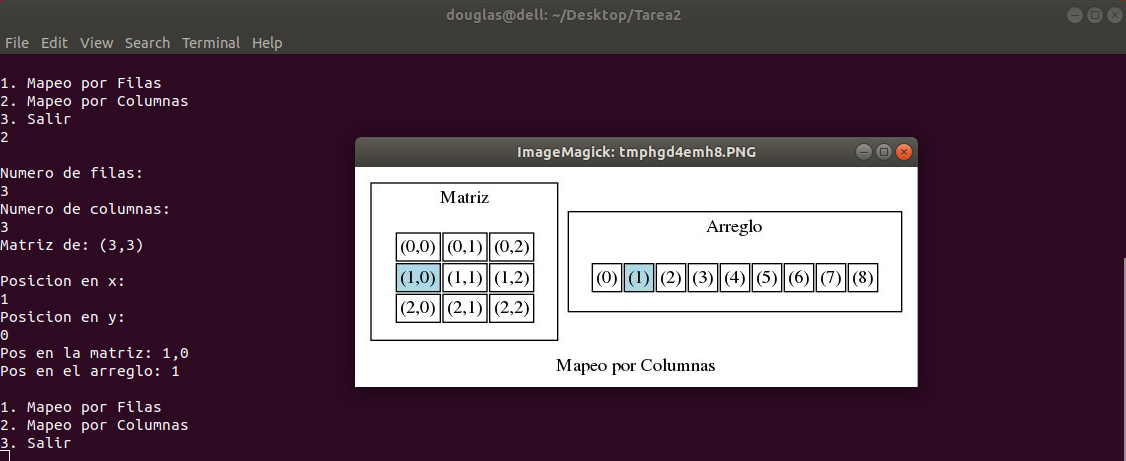 douglas@dell: ~/Desktop/Tarea2
File Edit View Search Terminal Help
1. Mapeo por Filas
2. Mapeo por Columnas
3. Salir
2
Numero de filas:
3
Numero de columnas:
3
Matriz de: (3,3)
Posicion en x:
1
Posicion en y:
0
Pos en la matriz: 1,0
Pos en el arreglo: 1
1. Mapeo por Filas
2. Mapeo por Columnas
3. Salir
ImageMagick: tmphgd4emh8.PNG
Matriz
(0,0) (0,1) (0,2)
(1,0) (1,1) (1,2)
(2,0) (2,1) (2,2)
Arreglo
(0) (1) (2) (3) (4) (5) (6) (7) (8)
Mapeo por Columnas